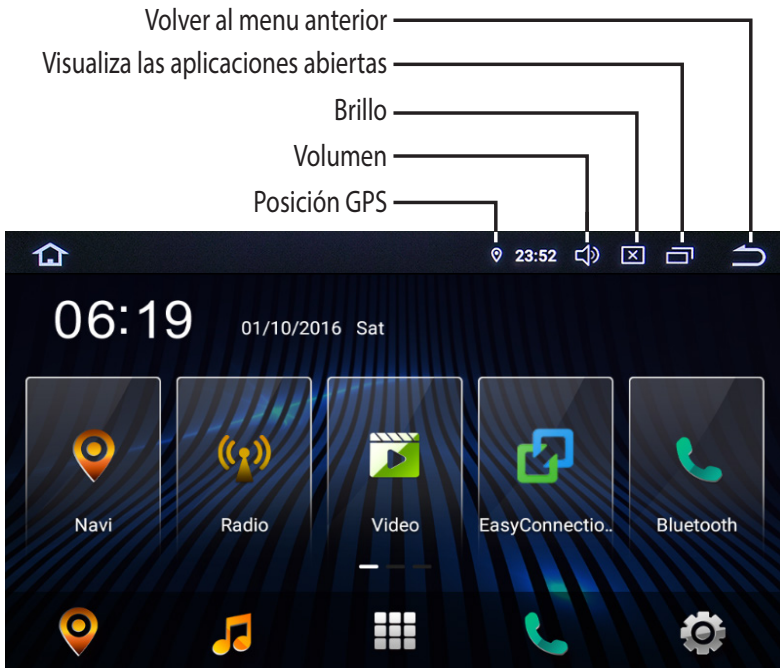 Volver al menu anterior
Visualiza las aplicaciones abiertas
Brillo
Volumen
Posición GPS
23:52
06:19 01/10/2016 Sat
Navi Radio Video EasyConnectio.. Bluetooth